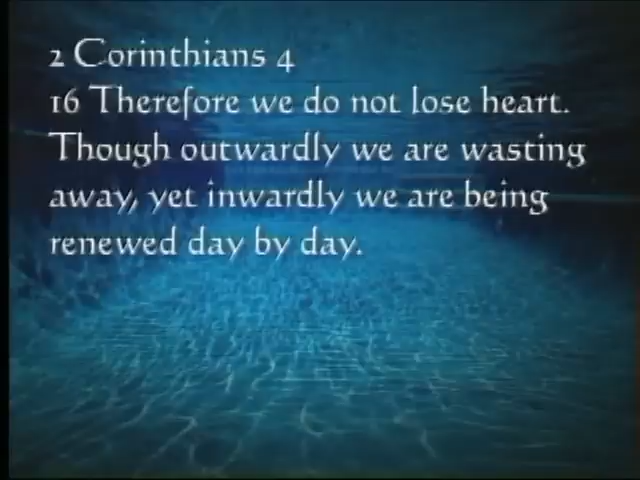 2 Corinthians 4
16 Therefore we do not lose heart.
Though outwardly we are wasting
away, yet inwardly we are being
renewed day by day.